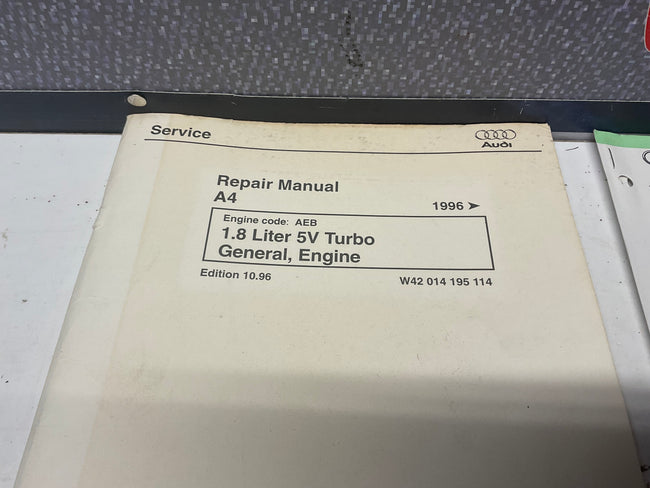 Service
Audi
Repair Manual
A4
1996 ➤
Engine code: AEB
1.8 Liter 5V Turbo
General, Engine
Edition 10.96
W42 014 195 114